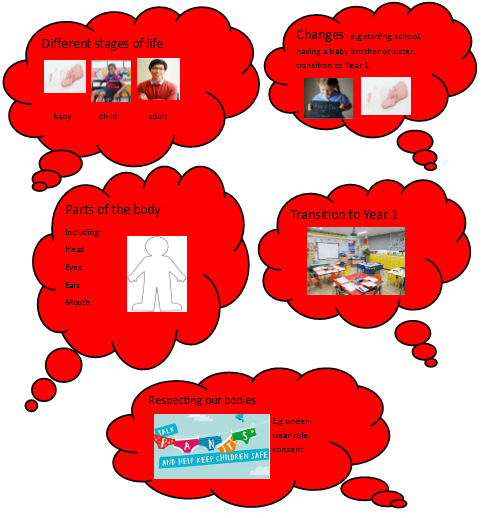 Different stages of life
baby child adult
Changes e.g starting school,
having a baby brother or sister,
transition to Year 1
Parts of the body
Including:
Head
Eyes
Ears
Mouth
Transition to Year 1
Respecting our bodies
TALK
PANTS
AND HELP KEEP CHILDREN SAFE
E.g under-
wear rule,
consent